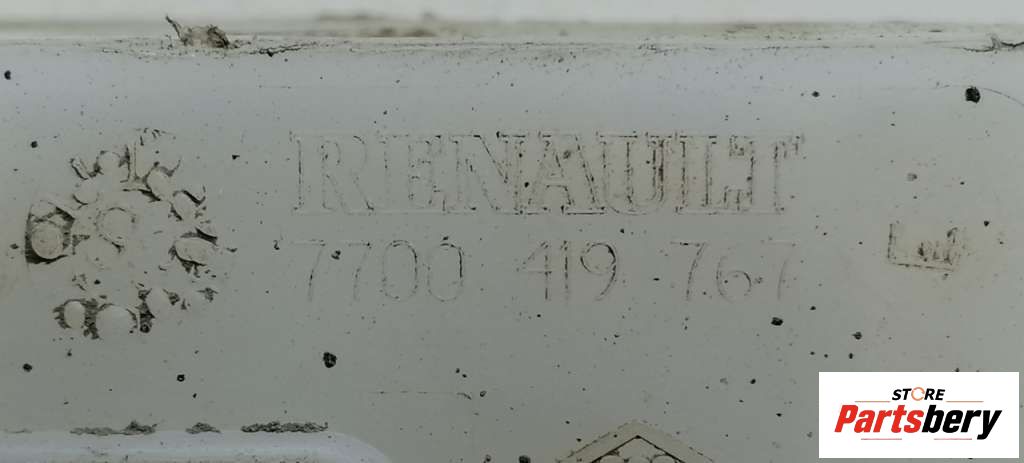 RENAULT
7700 419 767
STORE
Partsbery